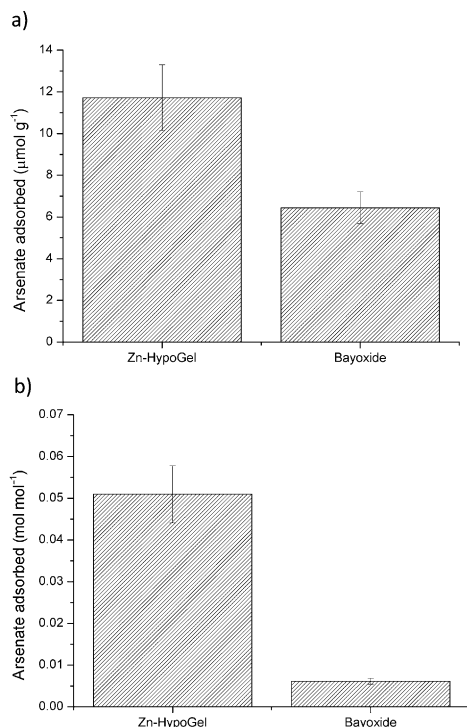 a)
14
12
10
8
6
4
2
0
Arsenate adsorbed (μmol g⁻¹)
Zn-HypoGel Bayoxide
b)
0.07
0.06
0.05
0.04
0.03
0.02
0.01
0.00
Arsenate adsorbed (mol mol⁻¹)
Zn-HypoGel Bayoxide